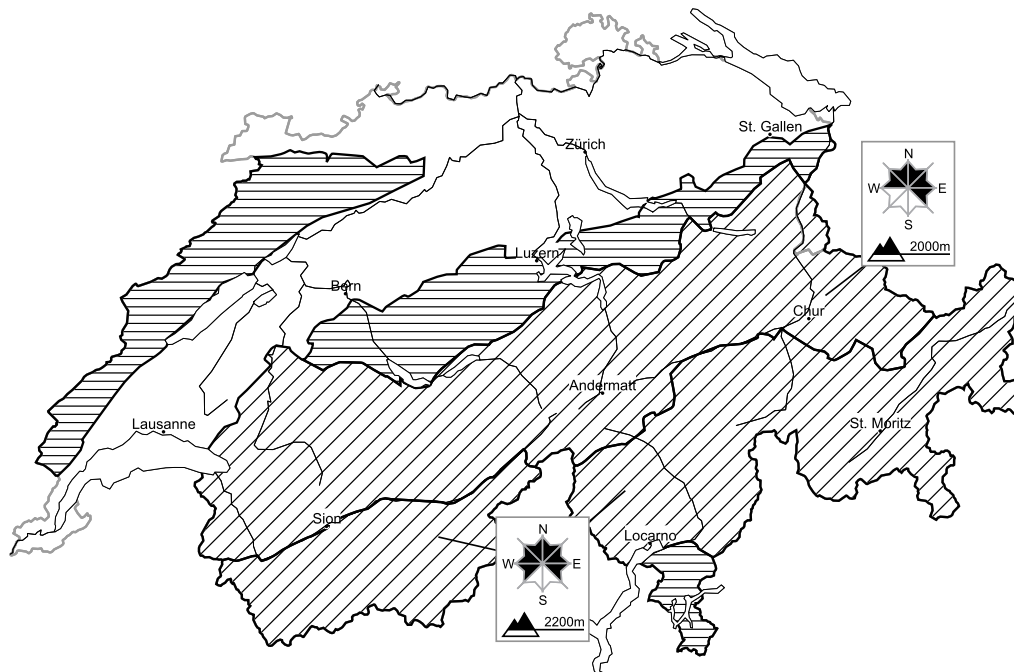 St. Gallen
Zürich
N
W E
S
2000m
Luzern
Bern
Chur
Andermatt
Lausanne
St. Moritz
Sion
Locarno
N
W E
S
2200m